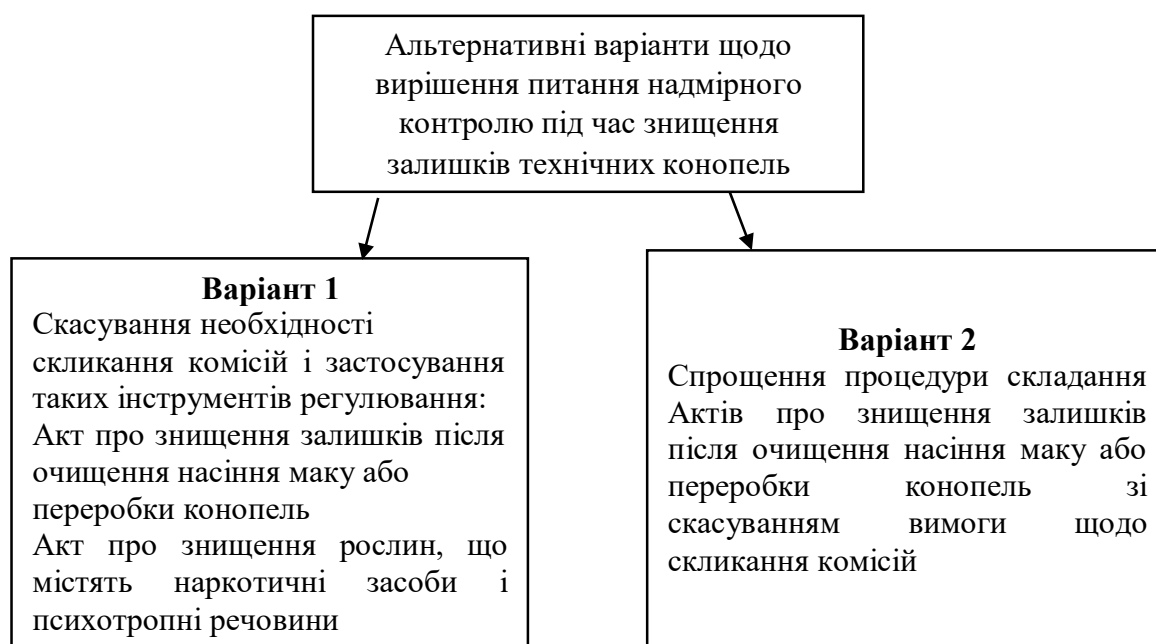 Альтернативні варіанти щодо
вирішення питання надмірного
контролю під час знищення
залишків технічних конопель
Варіант 1
Скасування необхідності
скликання комісій і застосування
таких інструментів регулювання:
Акт про знищення залишків після
очищення насіння маку або
переробки конопель
Акт про знищення рослин, що
містять наркотичні засоби і
психотропні речовини
Варіант 2
Спрощення процедури складання
Актів про знищення залишків
після очищення насіння маку або
переробки конопель зі
скасуванням вимоги щодо
скликання комісій